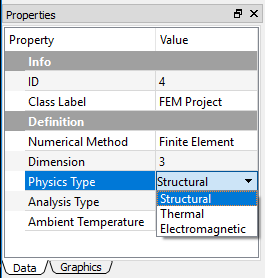 Properties
Property Value
Info
ID 4
Class Label FEM Project
Definition
Numerical Method Finite Element
Dimension 3
Physics Type Structural
Analysis Type Structural
Thermal
Ambient Temperature Electromagnetic
Data Graphics